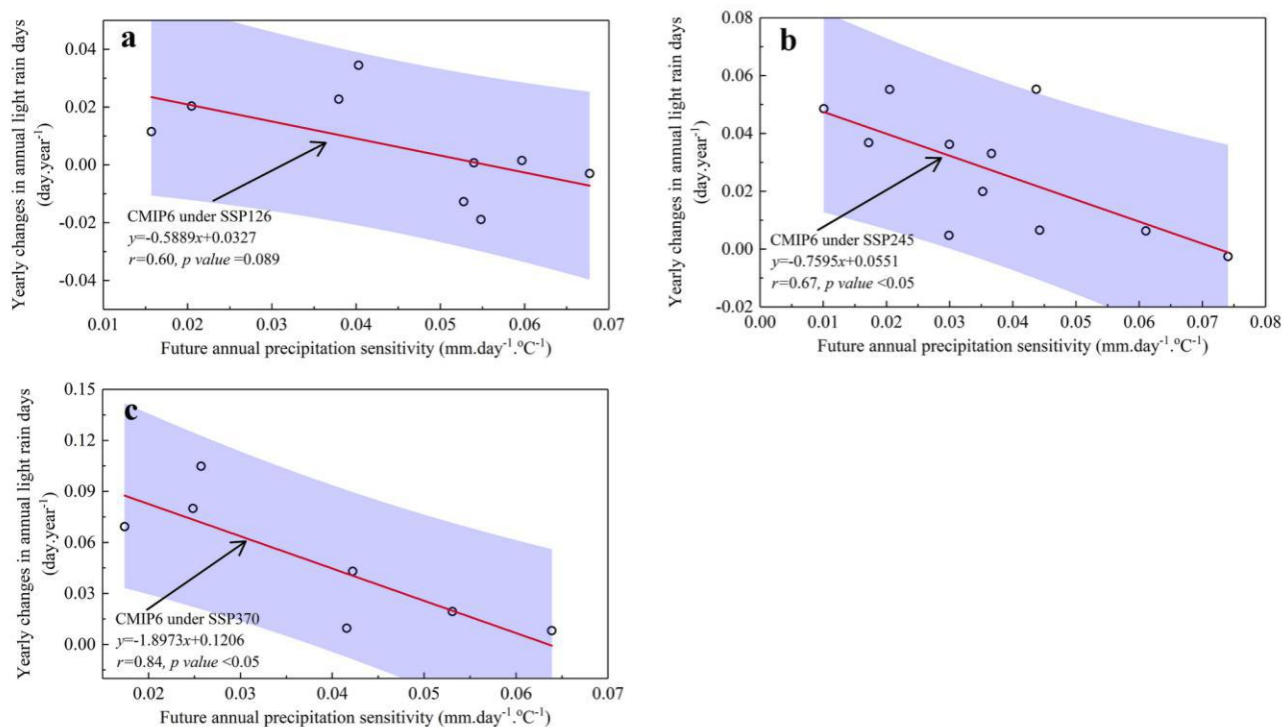 a
Yearly changes in annual light rain days
(day.year⁻¹)
0.04
0.02
0.00
-0.02
-0.04
CMIP6 under SSP126
y=-0.5889x+0.0327
r=0.60, p value =0.089
0.01 0.02 0.03 0.04 0.05 0.06 0.07
Future annual precipitation sensitivity (mm.day⁻¹.ºC⁻¹)
b
Yearly changes in annual light rain days
(day.year⁻¹)
0.08
0.06
0.04
0.02
0.00
-0.02
CMIP6 under SSP245
y=-0.7595x+0.0551
r=0.67, p value <0.05
0.00 0.01 0.02 0.03 0.04 0.05 0.06 0.07 0.08
Future annual precipitation sensitivity (mm.day⁻¹.ºC⁻¹)
c
Yearly changes in annual light rain days
(day.year⁻¹)
0.15
0.12
0.09
0.06
0.03
0.00
CMIP6 under SSP370
y=-1.8973x+0.1206
r=0.84, p value <0.05
0.02 0.03 0.04 0.05 0.06 0.07
Future annual precipitation sensitivity (mm.day⁻¹.ºC⁻¹)